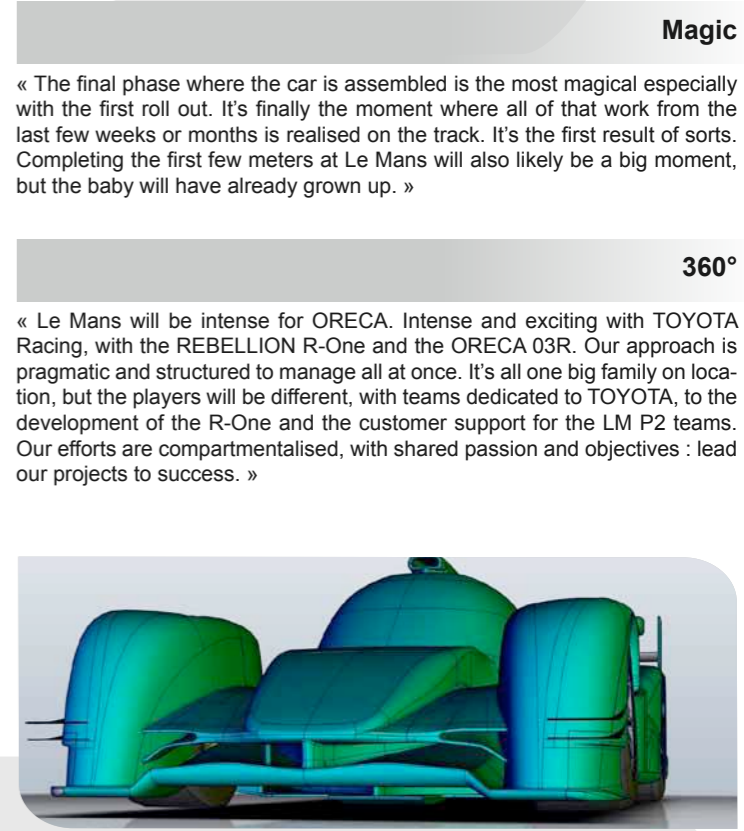 Magic
« The final phase where the car is assembled is the most magical especially
with the first roll out. It’s finally the moment where all of that work from the
last few weeks or months is realised on the track. It’s the first result of sorts.
Completing the first few meters at Le Mans will also likely be a big moment,
but the baby will have already grown up. »
360°
« Le Mans will be intense for ORECA. Intense and exciting with TOYOTA
Racing, with the REBELLION R-One and the ORECA 03R. Our approach is
pragmatic and structured to manage all at once. It’s all one big family on loca-
tion, but the players will be different, with teams dedicated to TOYOTA, to the
development of the R-One and the customer support for the LM P2 teams.
Our efforts are compartmentalised, with shared passion and objectives : lead
our projects to success. »